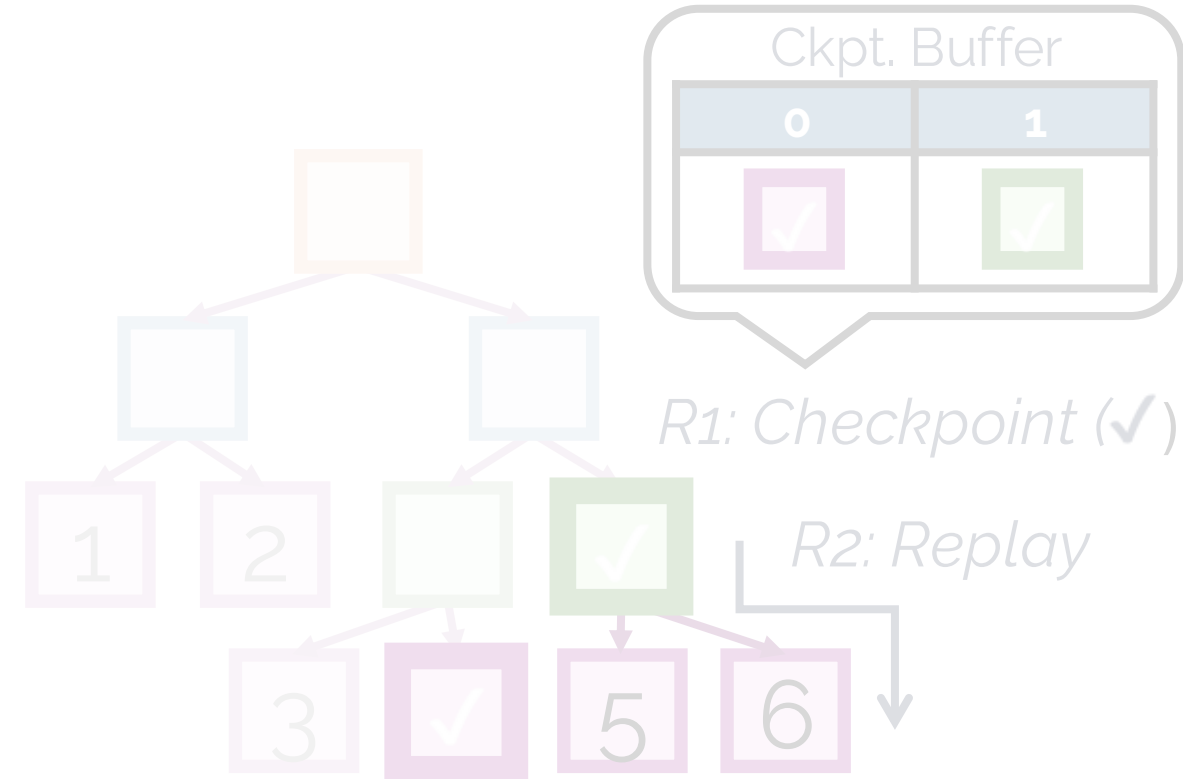 Ckpt. Buffer
0 1
✓ ✓
R1: Checkpoint (✓)
1 2 ✓
R2: Replay
3 ✓ 5 6